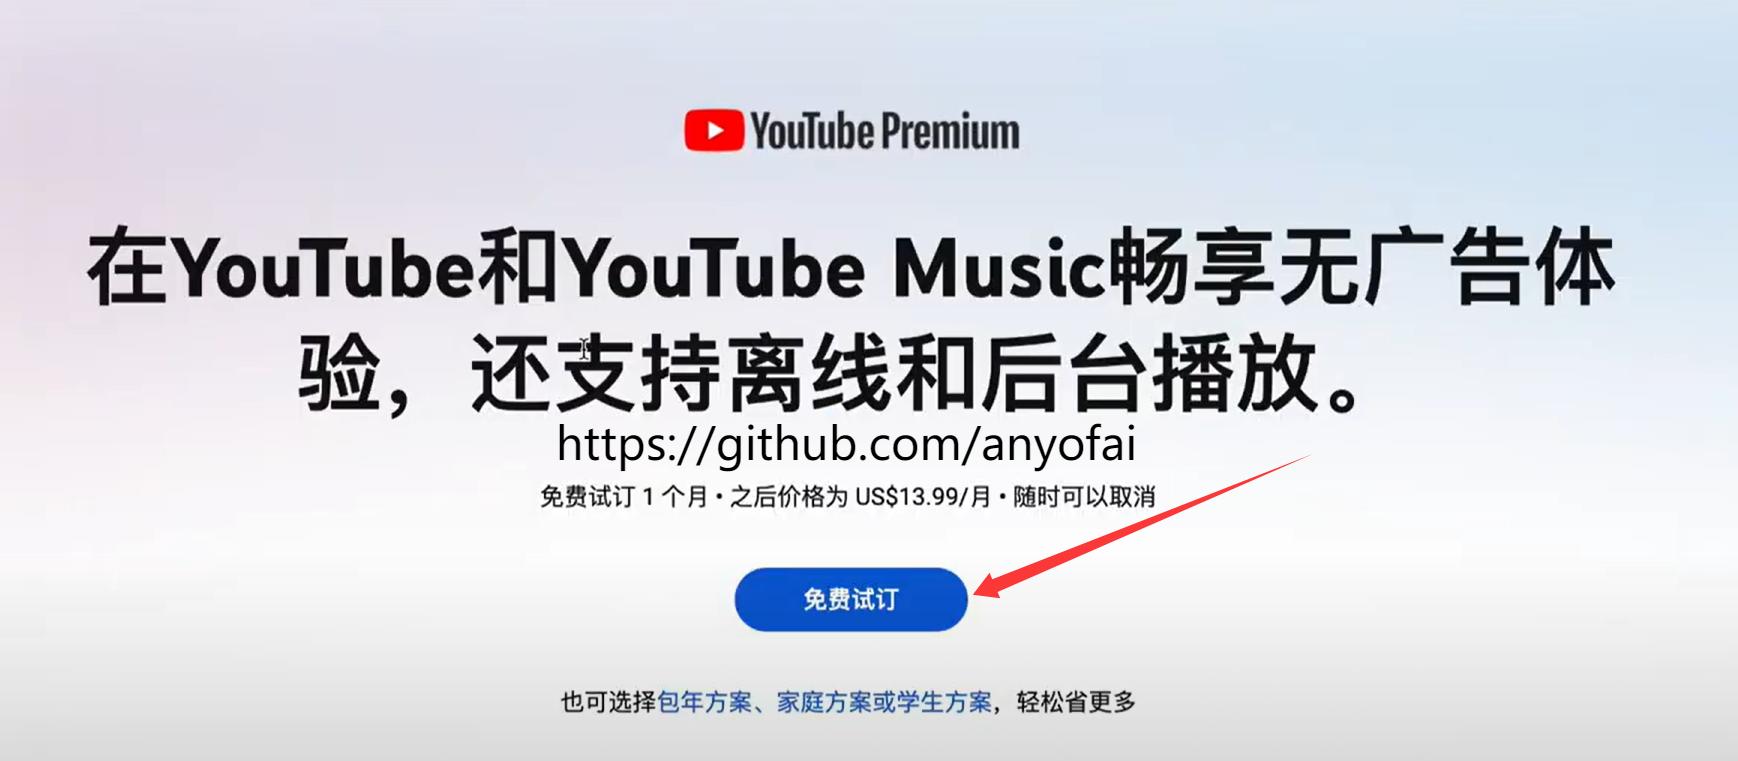 YouTube Premium
在YouTube和YouTube Music畅享无广告体
验，还支持离线和后台播放。
https://github.com/anyofai
免费试订 1 个月 • 之后价格为 US$13.99/月 • 随时可以取消
免费试订
也可选择包年方案、家庭方案或学生方案，轻松省更多